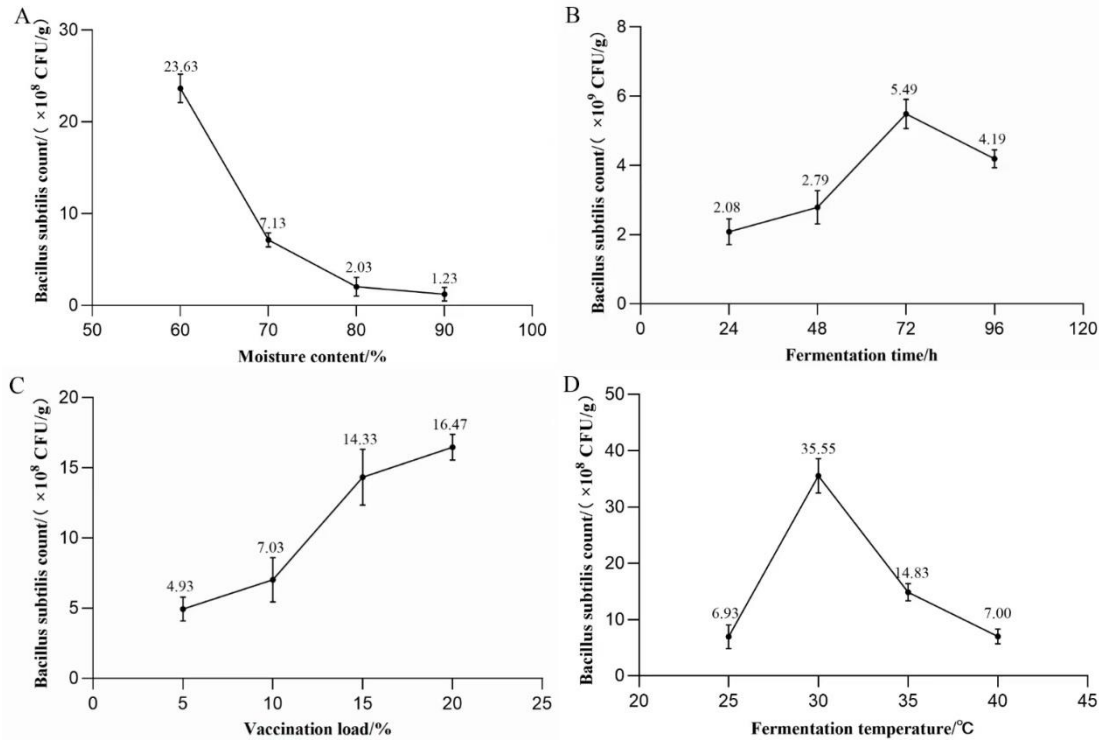 A
Bacillus subtilis count/( ×10⁸ CFU/g)
30
20
10
0
23.63
7.13
2.03
1.23
50 60 70 80 90 100
Moisture content/%
B
Bacillus subtilis count/( ×10⁹ CFU/g)
8
6
4
2
0
2.08
2.79
5.49
4.19
0 24 48 72 96 120
Fermentation time/h
C
Bacillus subtilis count/( ×10⁸ CFU/g)
20
15
10
5
0
4.93
7.03
14.33
16.47
0 5 10 15 20 25
Vaccination load/%
D
Bacillus subtilis count/( ×10⁸ CFU/g)
50
40
30
20
10
0
6.93
35.55
14.83
7.00
20 25 30 35 40 45
Fermentation temperature/℃